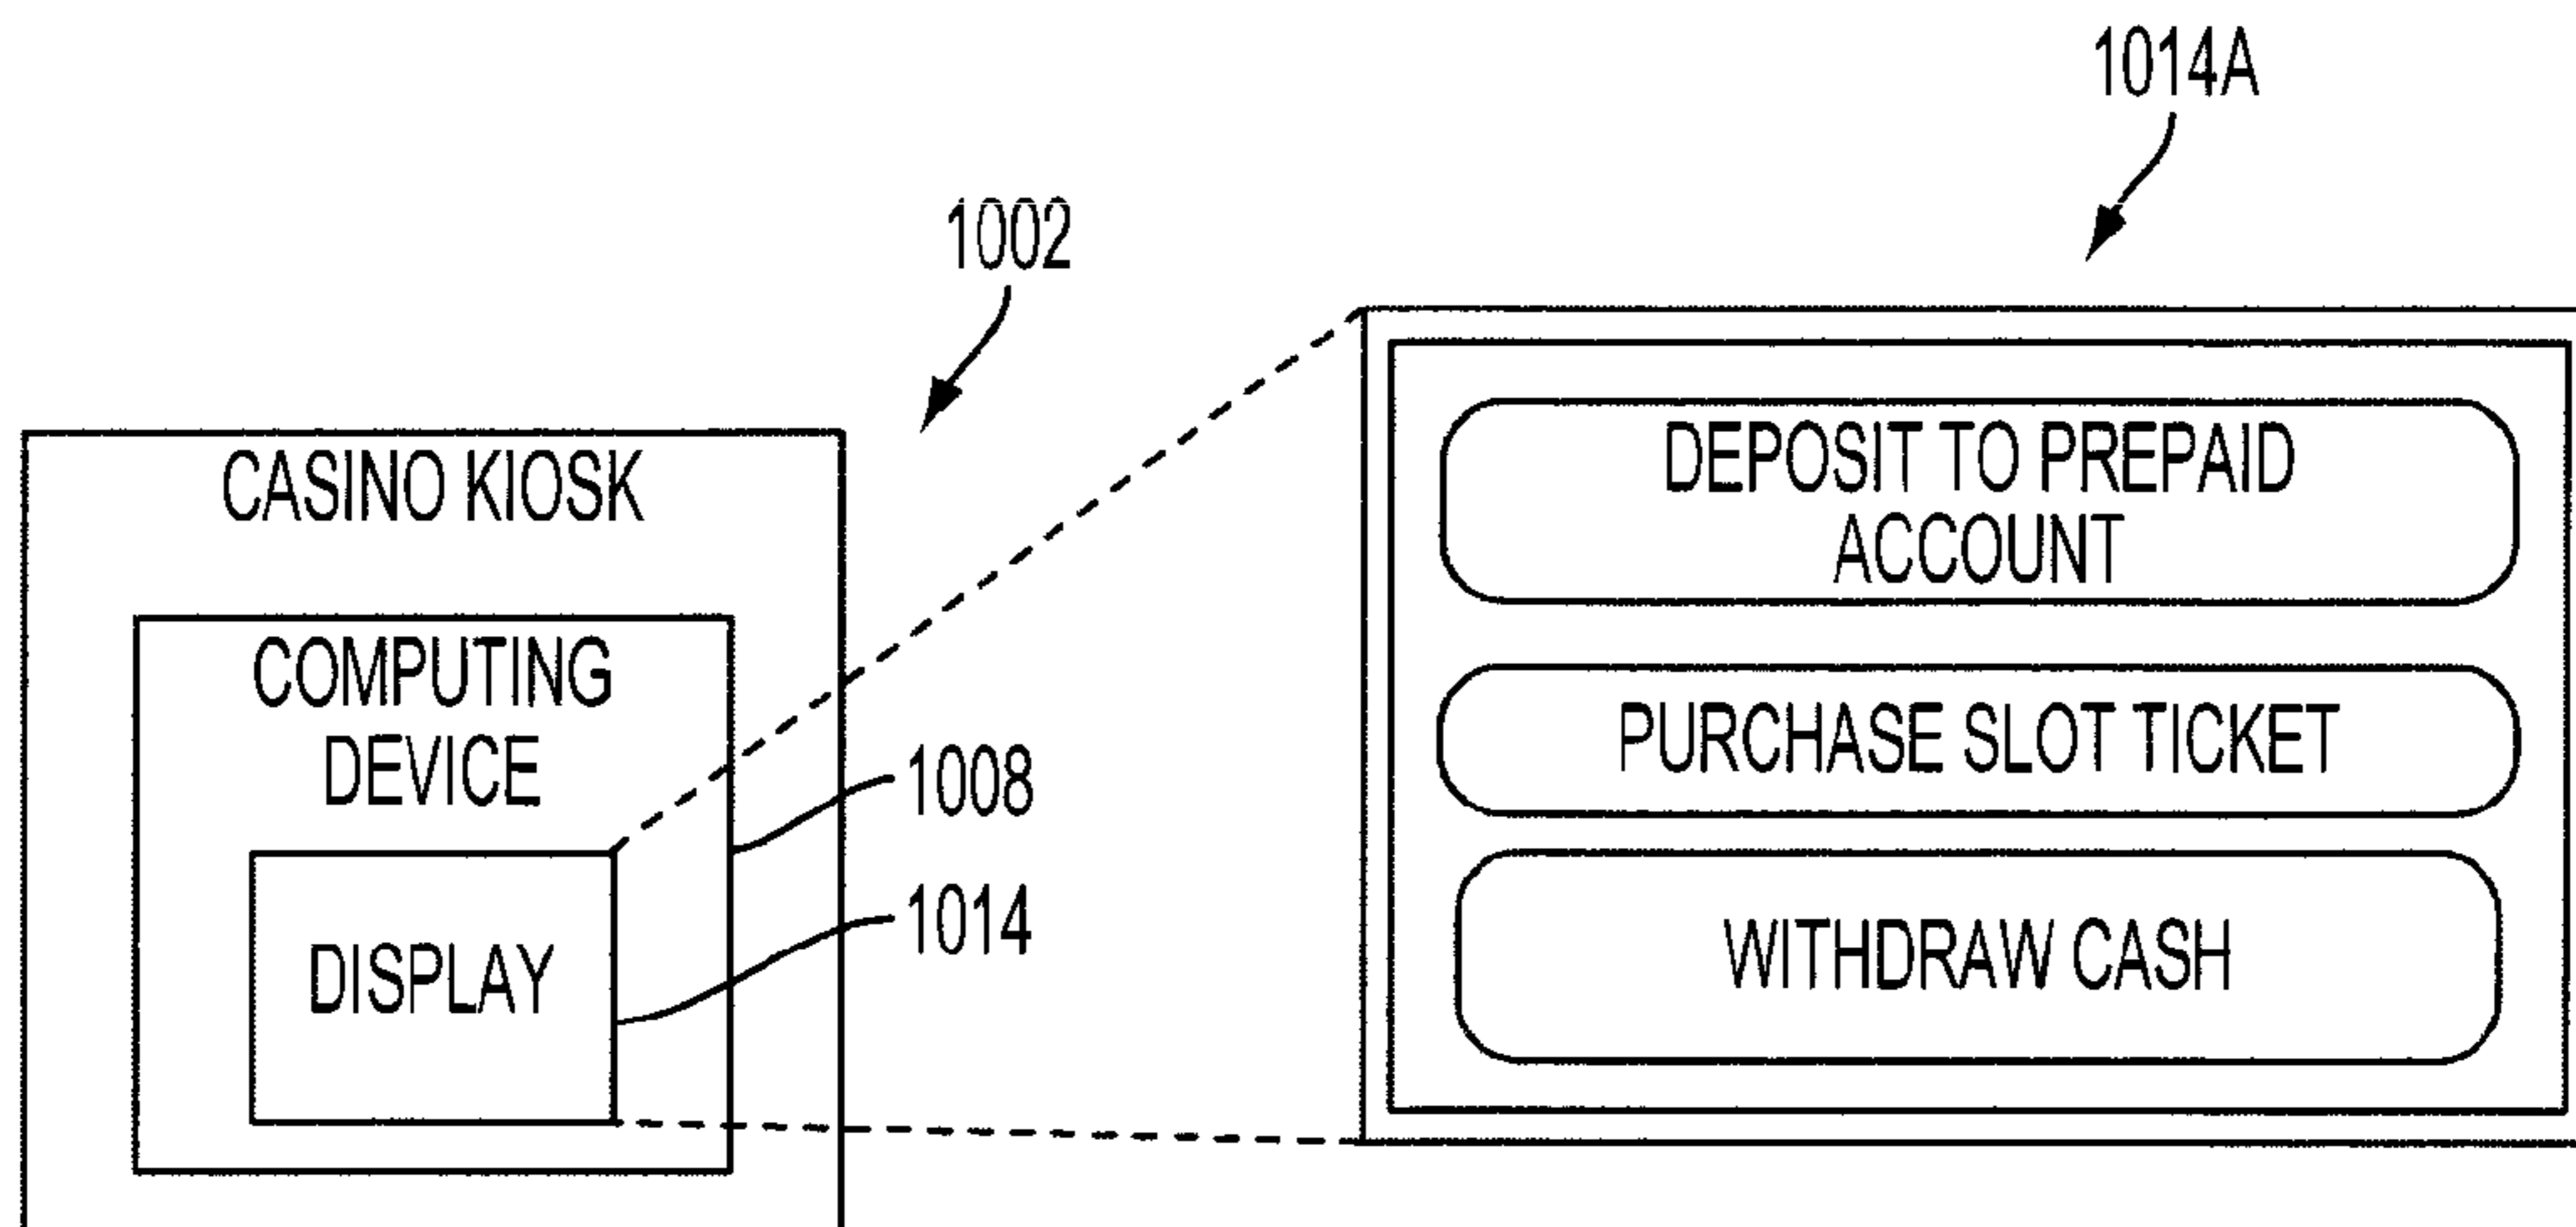 1014A
1002
CASINO KIOSK
COMPUTING
DEVICE
1008
1014
DISPLAY
DEPOSIT TO PREPAID
ACCOUNT
PURCHASE SLOT TICKET
WITHDRAW CASH